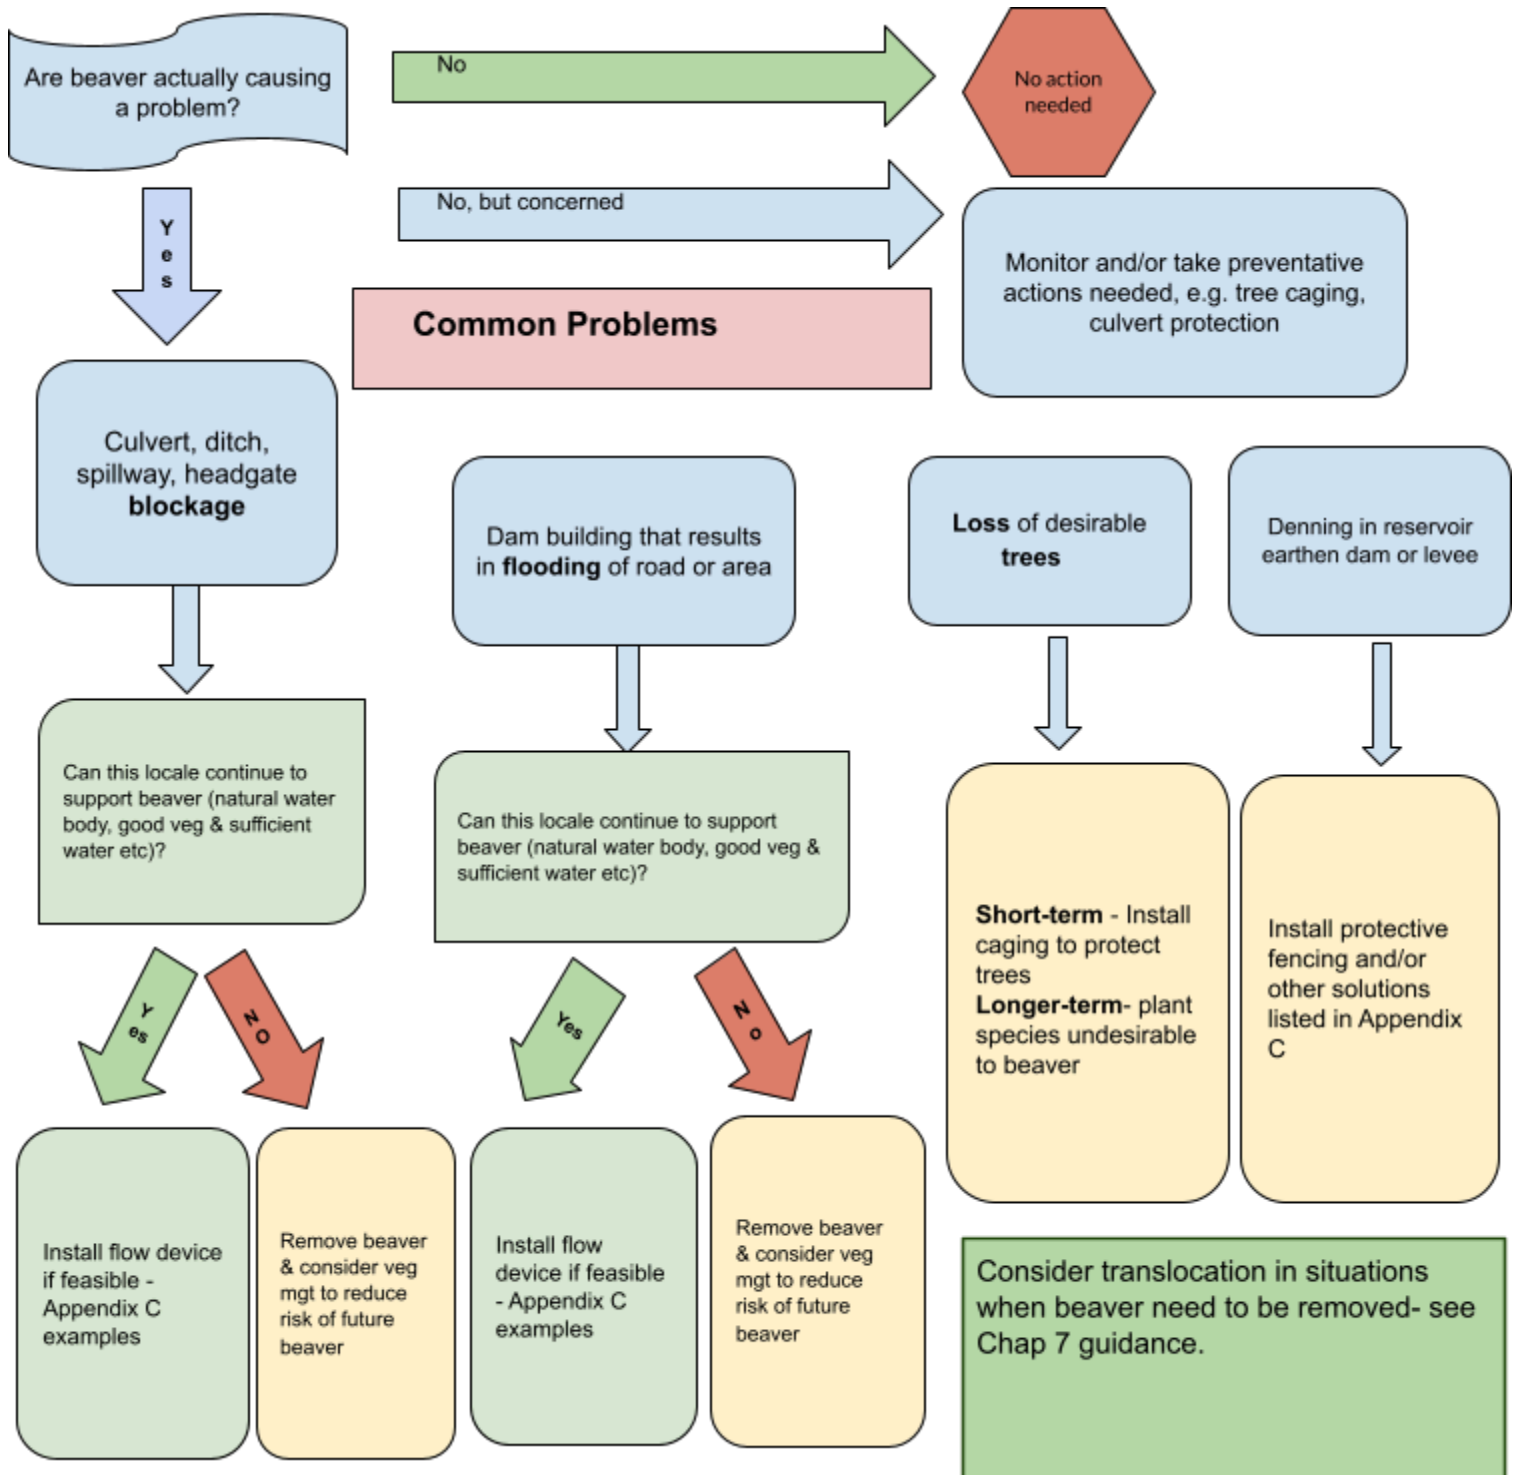 Are beaver actually causing
a problem?
No
No action
needed
No, but concerned
Monitor and/or take preventative
actions needed, e.g. tree caging,
culvert protection
Y
e
s
Common Problems
Culvert, ditch,
spillway, headgate
blockage
Dam building that results
in flooding of road or area
Loss of desirable
trees
Denning in reservoir
earthen dam or levee
Can this locale continue to
support beaver (natural water
body, good veg & sufficient
water etc)?
Can this locale continue to support
beaver (natural water body, good veg &
sufficient water etc)?
Short-term - Install
caging to protect
trees
Longer-term- plant
species undesirable
to beaver
Install protective
fencing and/or
other solutions
listed in Appendix
C
Y
es
N
O
Yes
N
o
Install flow device
if feasible -
Appendix C
examples
Remove beaver
& consider veg
mgt to reduce
risk of future
beaver
Install flow
device if feasible
- Appendix C
examples
Remove beaver
& consider veg
mgt to reduce
risk of future
beaver
Consider translocation in situations
when beaver need to be removed- see
Chap 7 guidance.